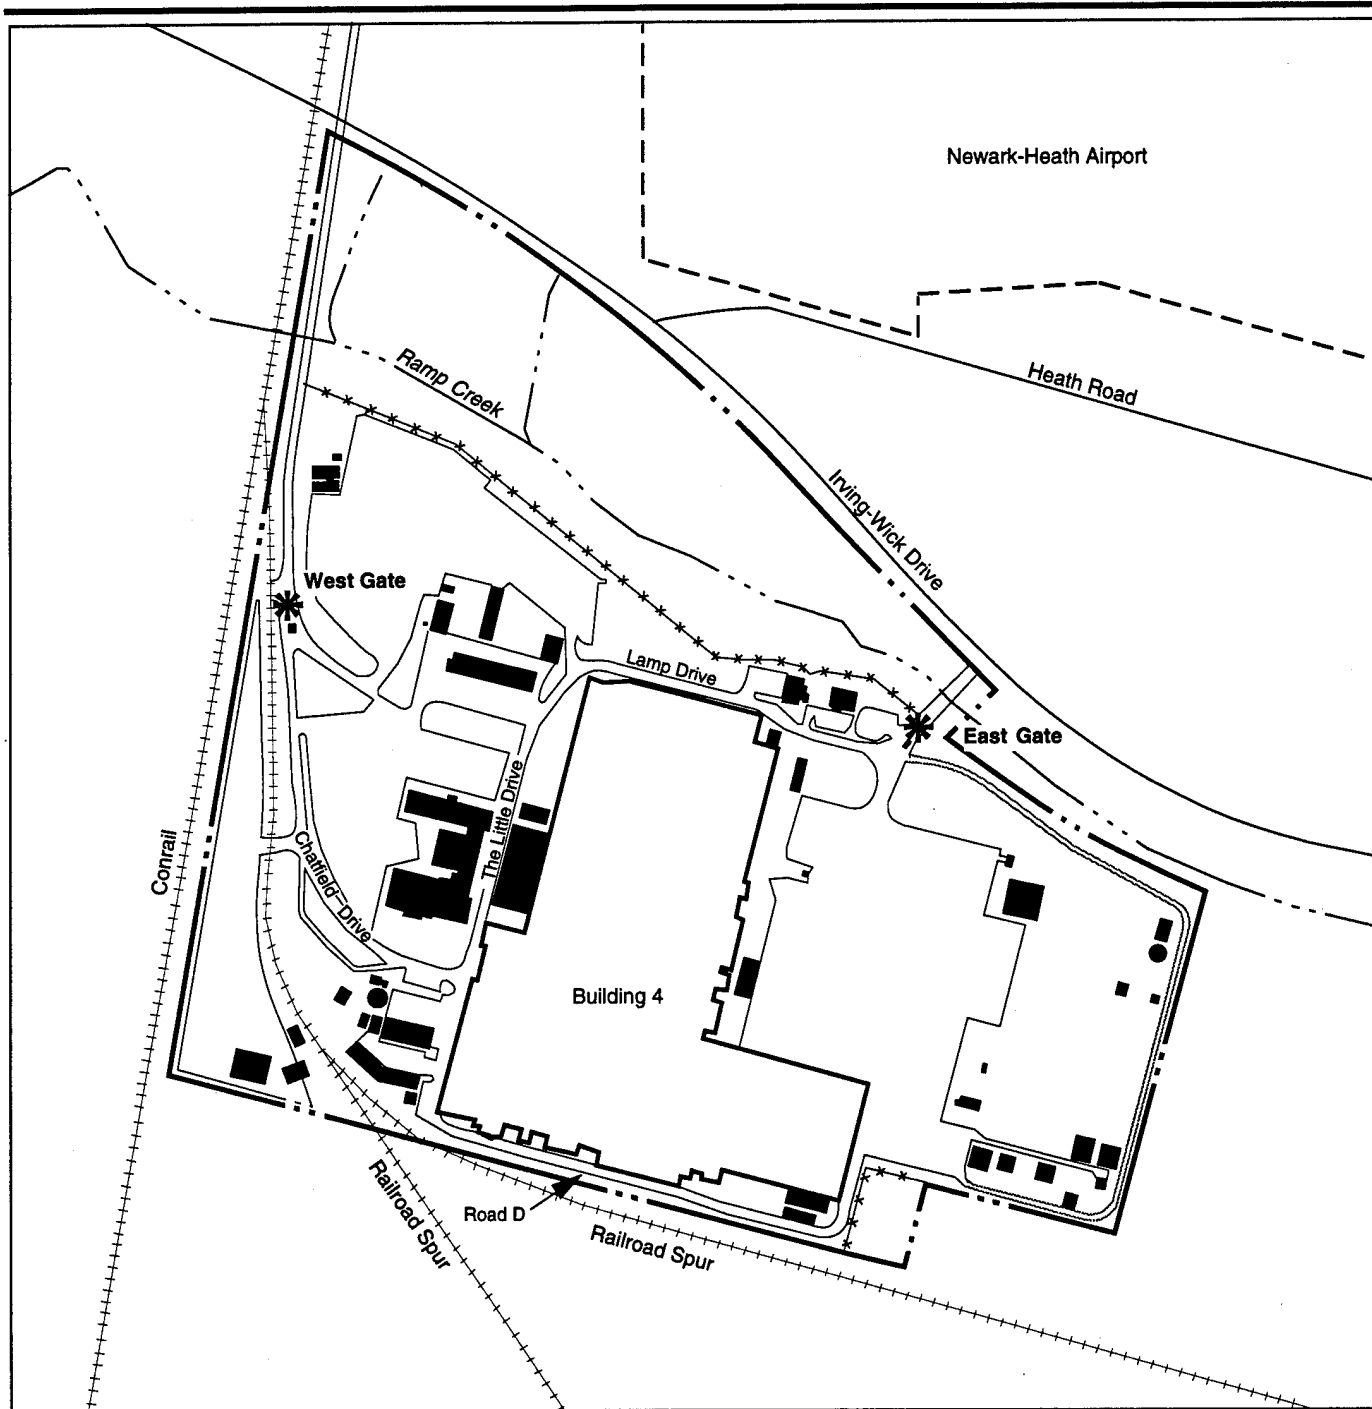 Newark-Heath Airport
Ramp Creek
Heath Road
Irving-Wick Drive
West Gate
Lamp Drive
East Gate
The Little Drive
Conrail
Chatfield Drive
Building 4
Road D
Railroad Spur
Railroad Spur